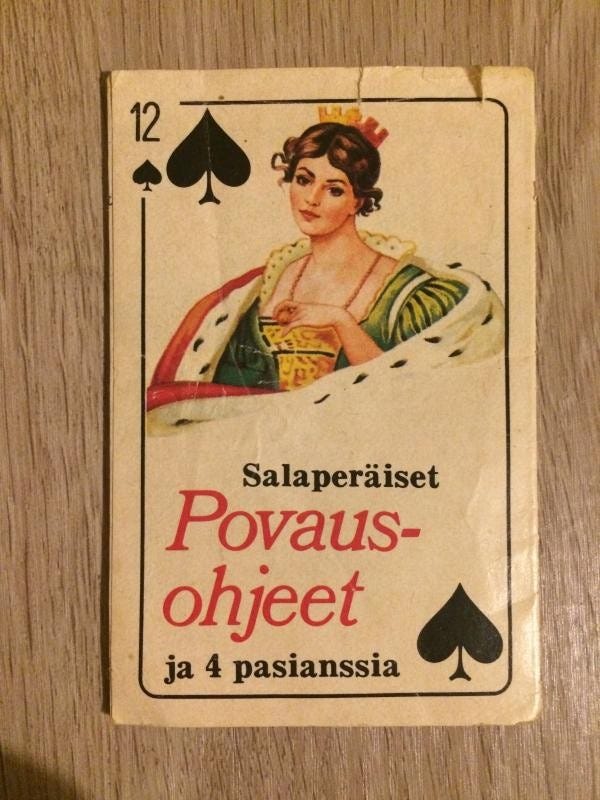 12
Salaperäiset
Povaus-
ohjeet
ja 4 pasianssia